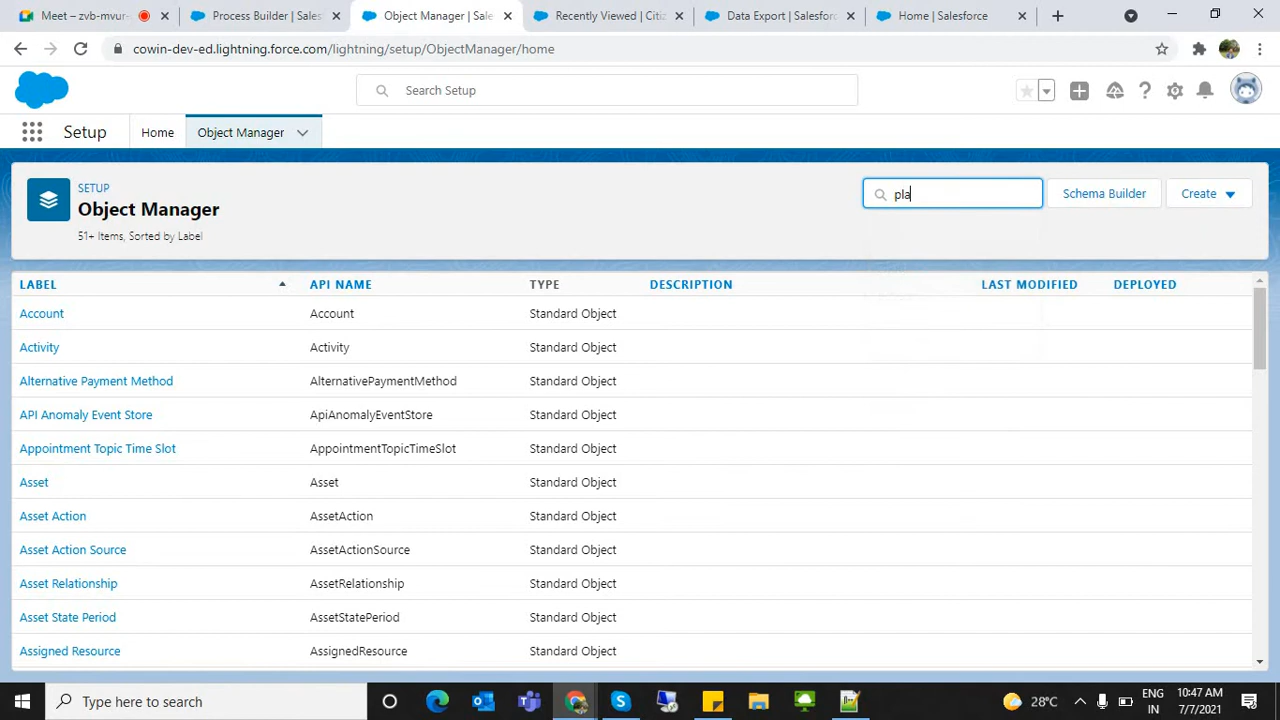 Meet – zvb-mvur-
Process Builder | Salesf
Object Manager | Sale
Recently Viewed | Citiz
Data Export | Salesforc
Home | Salesforce
cowin-dev-ed.lightning.force.com/lightning/setup/ObjectManager/home
Search Setup
Setup
Home
Object Manager
SETUP
Object Manager
51+ Items, Sorted by Label
pla
Schema Builder
Create
LABEL API NAME TYPE DESCRIPTION LAST MODIFIED DEPLOYED
Account Account Standard Object
Activity Activity Standard Object
Alternative Payment Method AlternativePaymentMethod Standard Object
API Anomaly Event Store ApiAnomalyEventStore Standard Object
Appointment Topic Time Slot AppointmentTopicTimeSlot Standard Object
Asset Asset Standard Object
Asset Action AssetAction Standard Object
Asset Action Source AssetActionSource Standard Object
Asset Relationship AssetRelationship Standard Object
Asset State Period AssetStatePeriod Standard Object
Assigned Resource AssignedResource Standard Object
Type here to search
28°C
ENG
IN
10:47 AM
7/7/2021